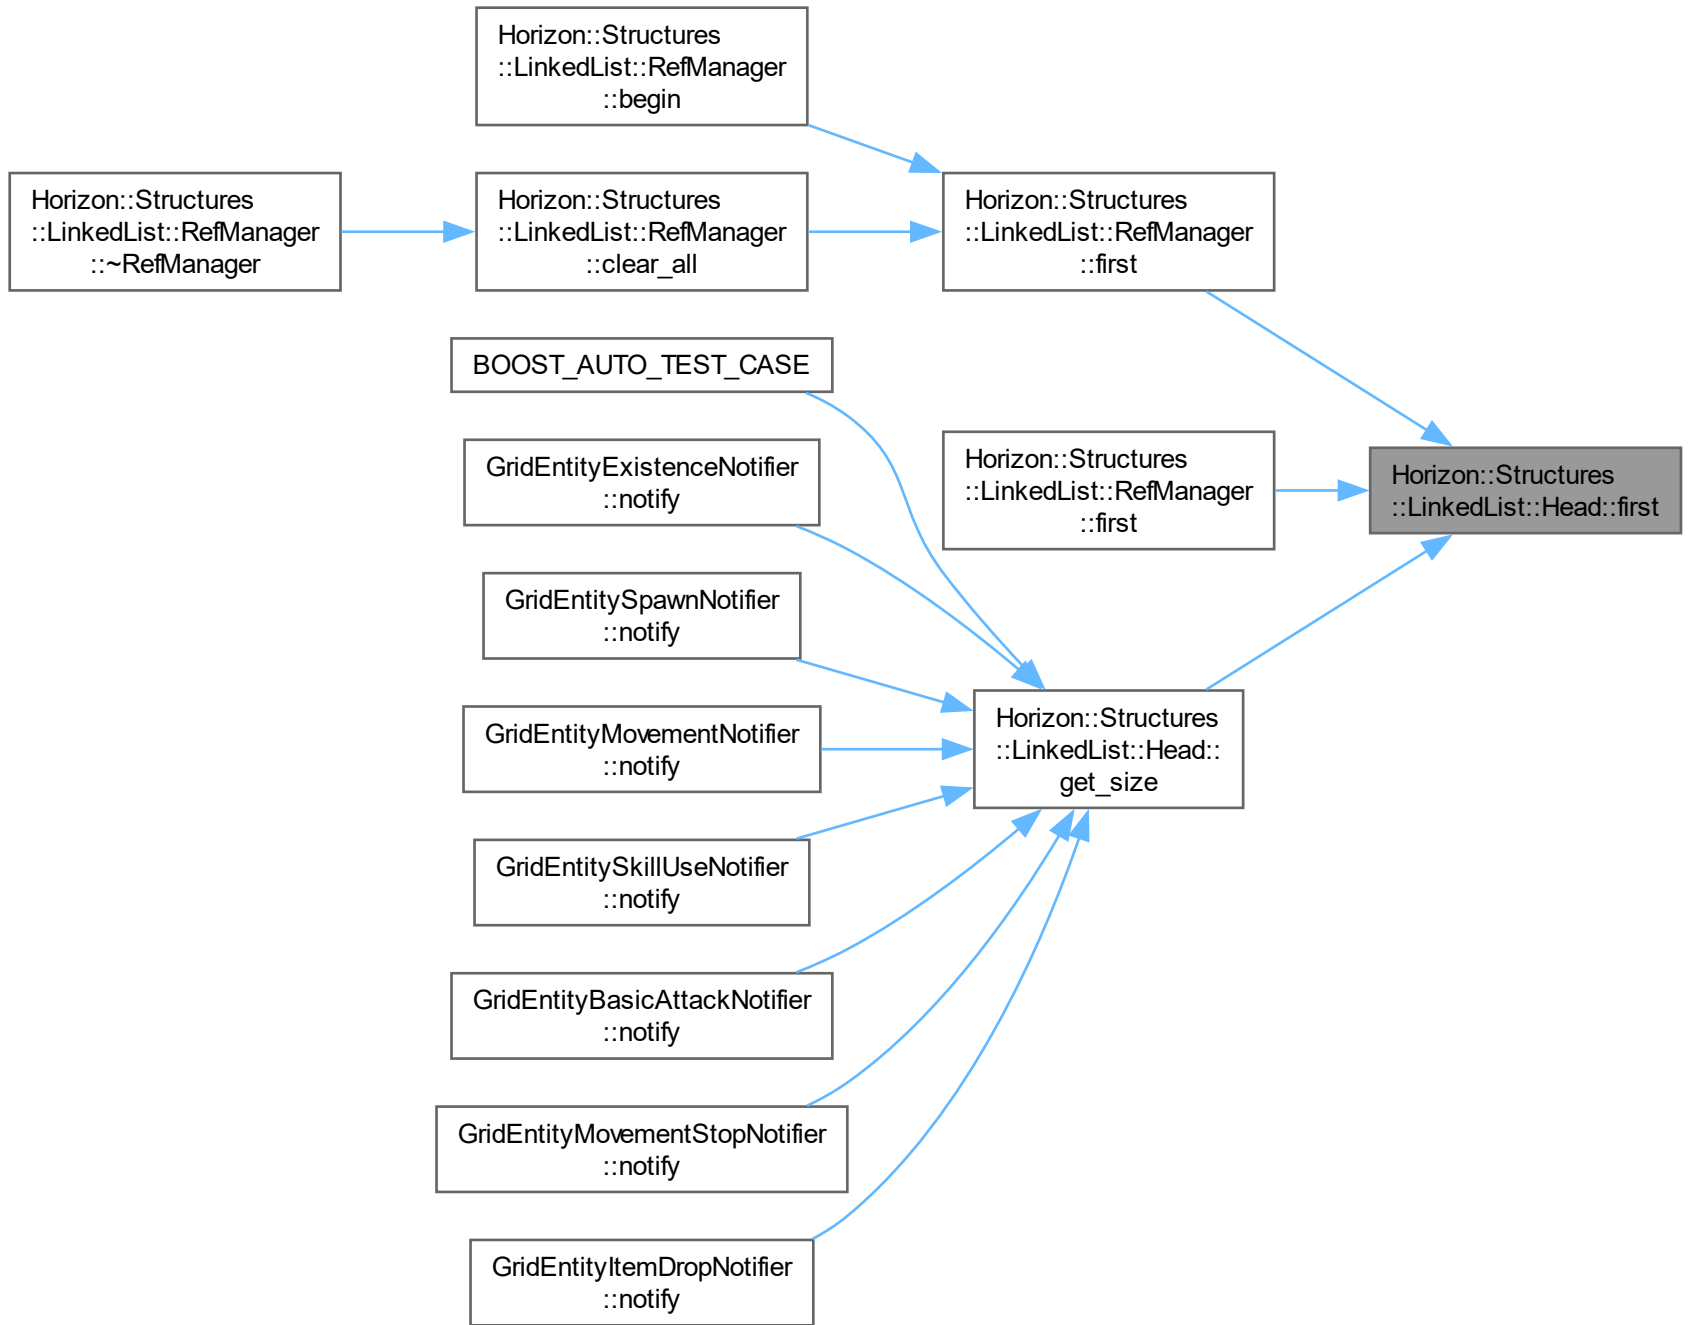 Horizon::Structures
::LinkedList::RefManager
::begin
Horizon::Structures
::LinkedList::RefManager
::~RefManager
Horizon::Structures
::LinkedList::RefManager
::clear_all
Horizon::Structures
::LinkedList::RefManager
::first
BOOST_AUTO_TEST_CASE
GridEntityExistenceNotifier
::notify
Horizon::Structures
::LinkedList::RefManager
::first
Horizon::Structures
::LinkedList::Head::first
GridEntitySpawnNotifier
::notify
GridEntityMovementNotifier
::notify
Horizon::Structures
::LinkedList::Head::
get_size
GridEntitySkillUseNotifier
::notify
GridEntityBasicAttackNotifier
::notify
GridEntityMovementStopNotifier
::notify
GridEntityItemDropNotifier
::notify